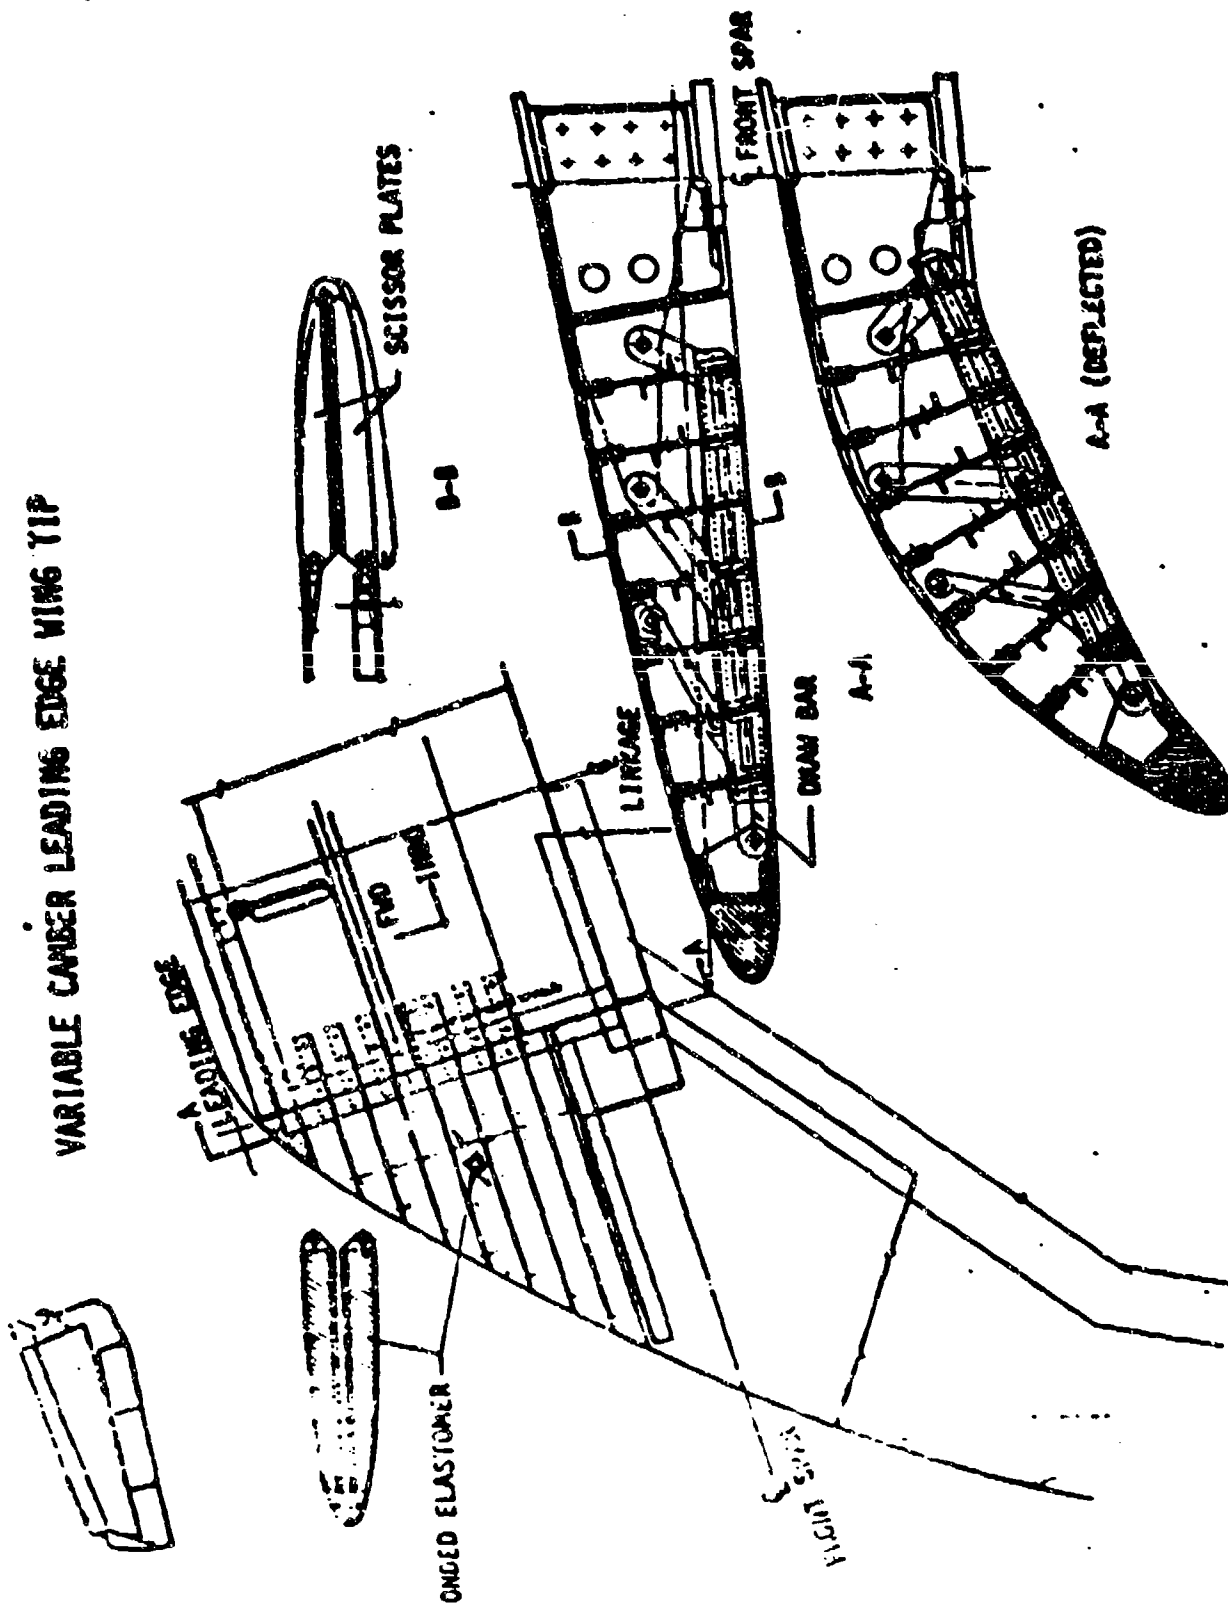 VARIABLE CAMBER LEADING EDGE WING TIP
SCISSOR PLATES
B-B
A
LEADING EDGE
FWD
INBD
A
ONDED ELASTOMER
LINKAGE
B
B
DRAW BAR
A-A
FRONT SPAR
A-A (DEFLECTED)